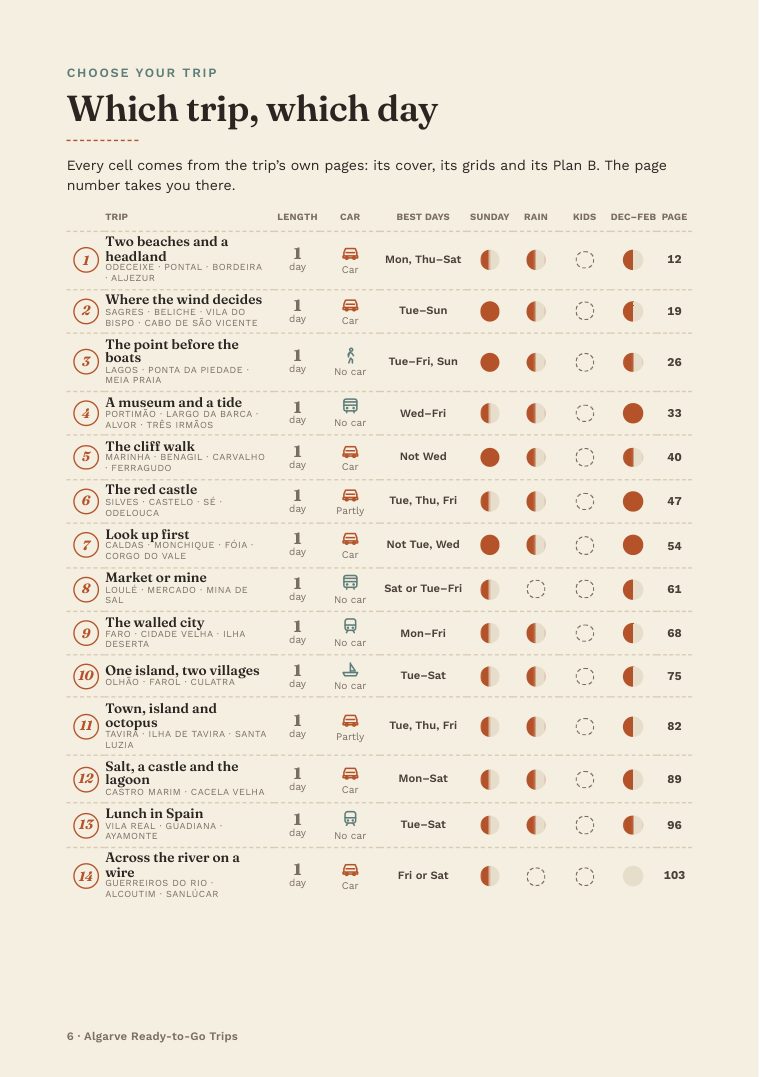 CHOOSE YOUR TRIP
Which trip, which day
Every cell comes from the trip's own pages: its cover, its grids and its Plan B. The page
number takes you there.
TRIP LENGTH CAR BEST DAYS SUNDAY RAIN KIDS DEC–FEB PAGE
1 Two beaches and a
headland
ODECEIXE · PONTAL · BORDEIRA
· ALJEZUR
1
day
Car
Mon, Thu–Sat
12
2 Where the wind decides
SAGRES · BELICHE · VILA DO
BISPO · CABO DE SÃO VICENTE
1
day
Car
Tue–Sun
19
3 The point before the
boats
LAGOS · PONTA DA PIEDADE ·
MEIA PRAIA
1
day
No car
Tue–Fri, Sun
26
4 A museum and a tide
PORTIMÃO · LARGO DA BARCA ·
ALVOR · TRÊS IRMÃOS
1
day
No car
Wed–Fri
33
5 The cliff walk
MARINHA · BENAGIL · CARVALHO
· FERRAGUDO
1
day
Car
Not Wed
40
6 The red castle
SILVES · CASTELO · SÉ ·
ODELOUCA
1
day
Partly
Tue, Thu, Fri
47
7 Look up first
CALDAS · MONCHIQUE · FÓIA ·
CORGO DO VALE
1
day
Car
Not Tue, Wed
54
8 Market or mine
LOULÉ · MERCADO · MINA DE
SAL
1
day
No car
Sat or Tue–Fri
61
9 The walled city
FARO · CIDADE VELHA · ILHA
DESERTA
1
day
No car
Mon–Fri
68
10 One island, two villages
OLHÃO · FAROL · CULATRA
1
day
No car
Tue–Sat
75
11 Town, island and
octopus
TAVIRA · ILHA DE TAVIRA · SANTA
LUZIA
1
day
Partly
Tue, Thu, Fri
82
12 Salt, a castle and the
lagoon
CASTRO MARIM · CACELA VELHA
1
day
Car
Mon–Sat
89
13 Lunch in Spain
VILA REAL · GUADIANA ·
AYAMONTE
1
day
No car
Tue–Sat
96
14 Across the river on a
wire
GUERREIROS DO RIO ·
ALCOUTIM · SANLÚCAR
1
day
Car
Fri or Sat
103
6 · Algarve Ready-to-Go Trips